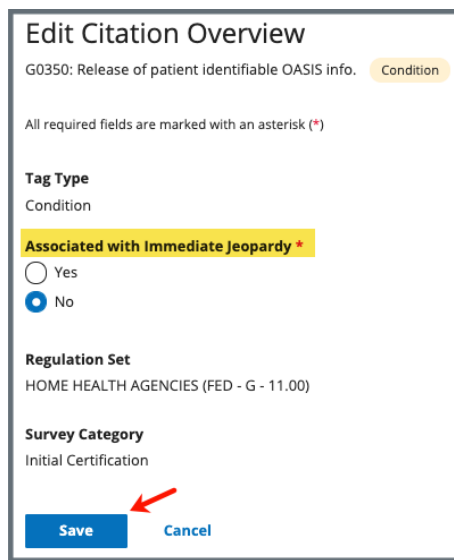 Edit Citation Overview
G0350: Release of patient identifiable OASIS info. Condition
All required fields are marked with an asterisk (*)
Tag Type
Condition
Associated with Immediate Jeopardy *
Yes
No
Regulation Set
HOME HEALTH AGENCIES (FED - G - 11.00)
Survey Category
Initial Certification
Save Cancel